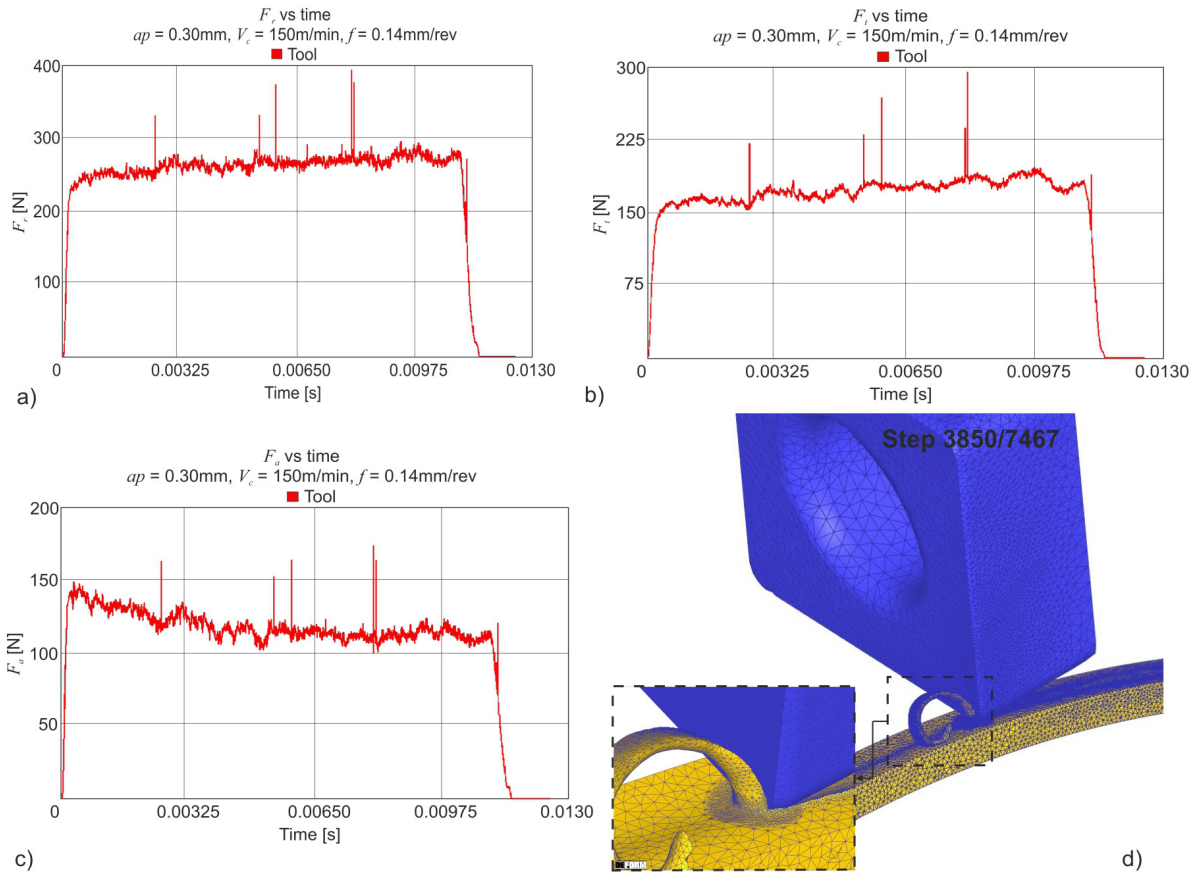 Fr vs time
ap = 0.30mm, Vc = 150m/min, f = 0.14mm/rev
Tool
400
300
200
100
Fr [N]
0 0.00325 0.00650 0.00975 0.0130
Time [s]
a)
Ft vs time
ap = 0.30mm, Vc = 150m/min, f = 0.14mm/rev
Tool
300
225
150
75
Ft [N]
0 0.00325 0.00650 0.00975 0.0130
Time [s]
b)
Fa vs time
ap = 0.30mm, Vc = 150m/min, f = 0.14mm/rev
Tool
200
150
100
50
Fa [N]
0 0.00325 0.00650 0.00975 0.0130
Time [s]
c)
Step 3850/7467
DEFORM
d)